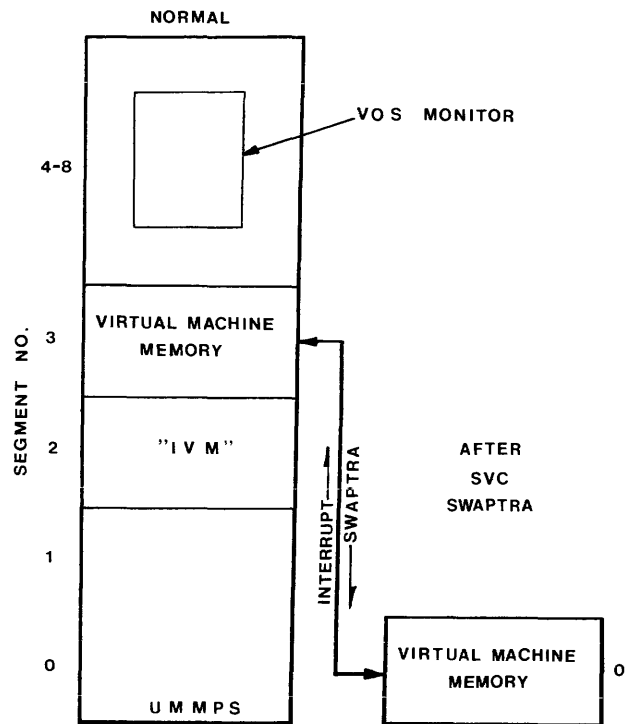 NORMAL
VOS MONITOR
4-8
SEGMENT NO.
3
VIRTUAL MACHINE
MEMORY
2
"IVM"
INTERRUPT
SWAPTRA
AFTER
SVC
SWAPTRA
1
0
UMMPS
VIRTUAL MACHINE
MEMORY
0